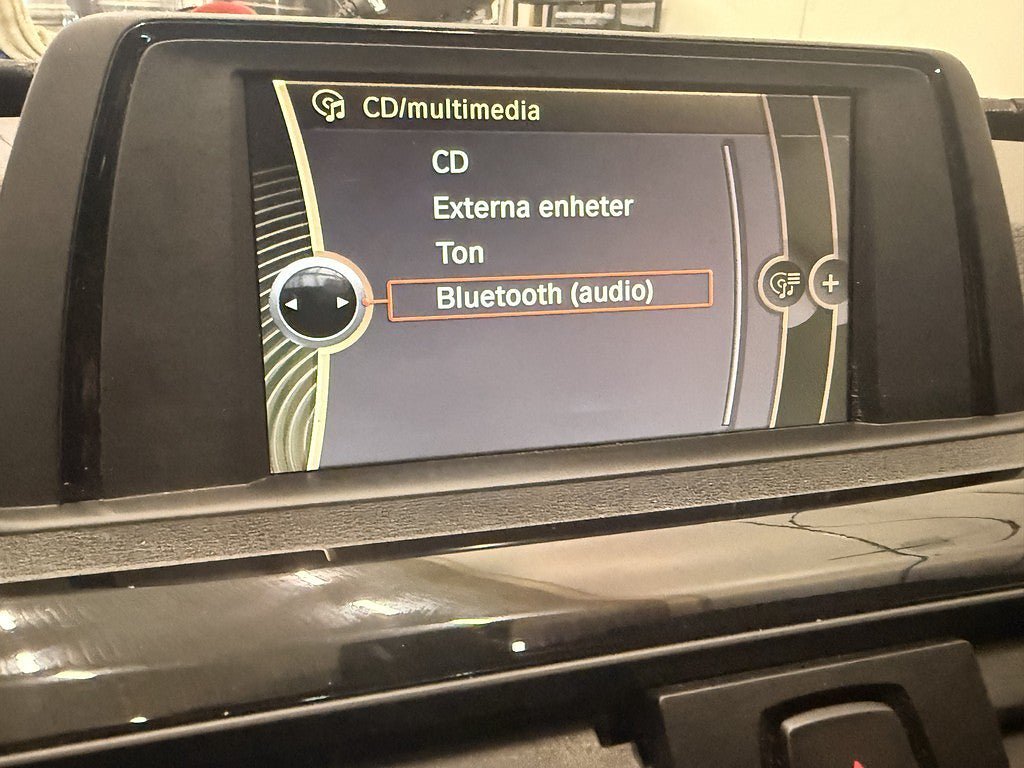 CD/multimedia
CD
Externa enheter
Ton
Bluetooth (audio)